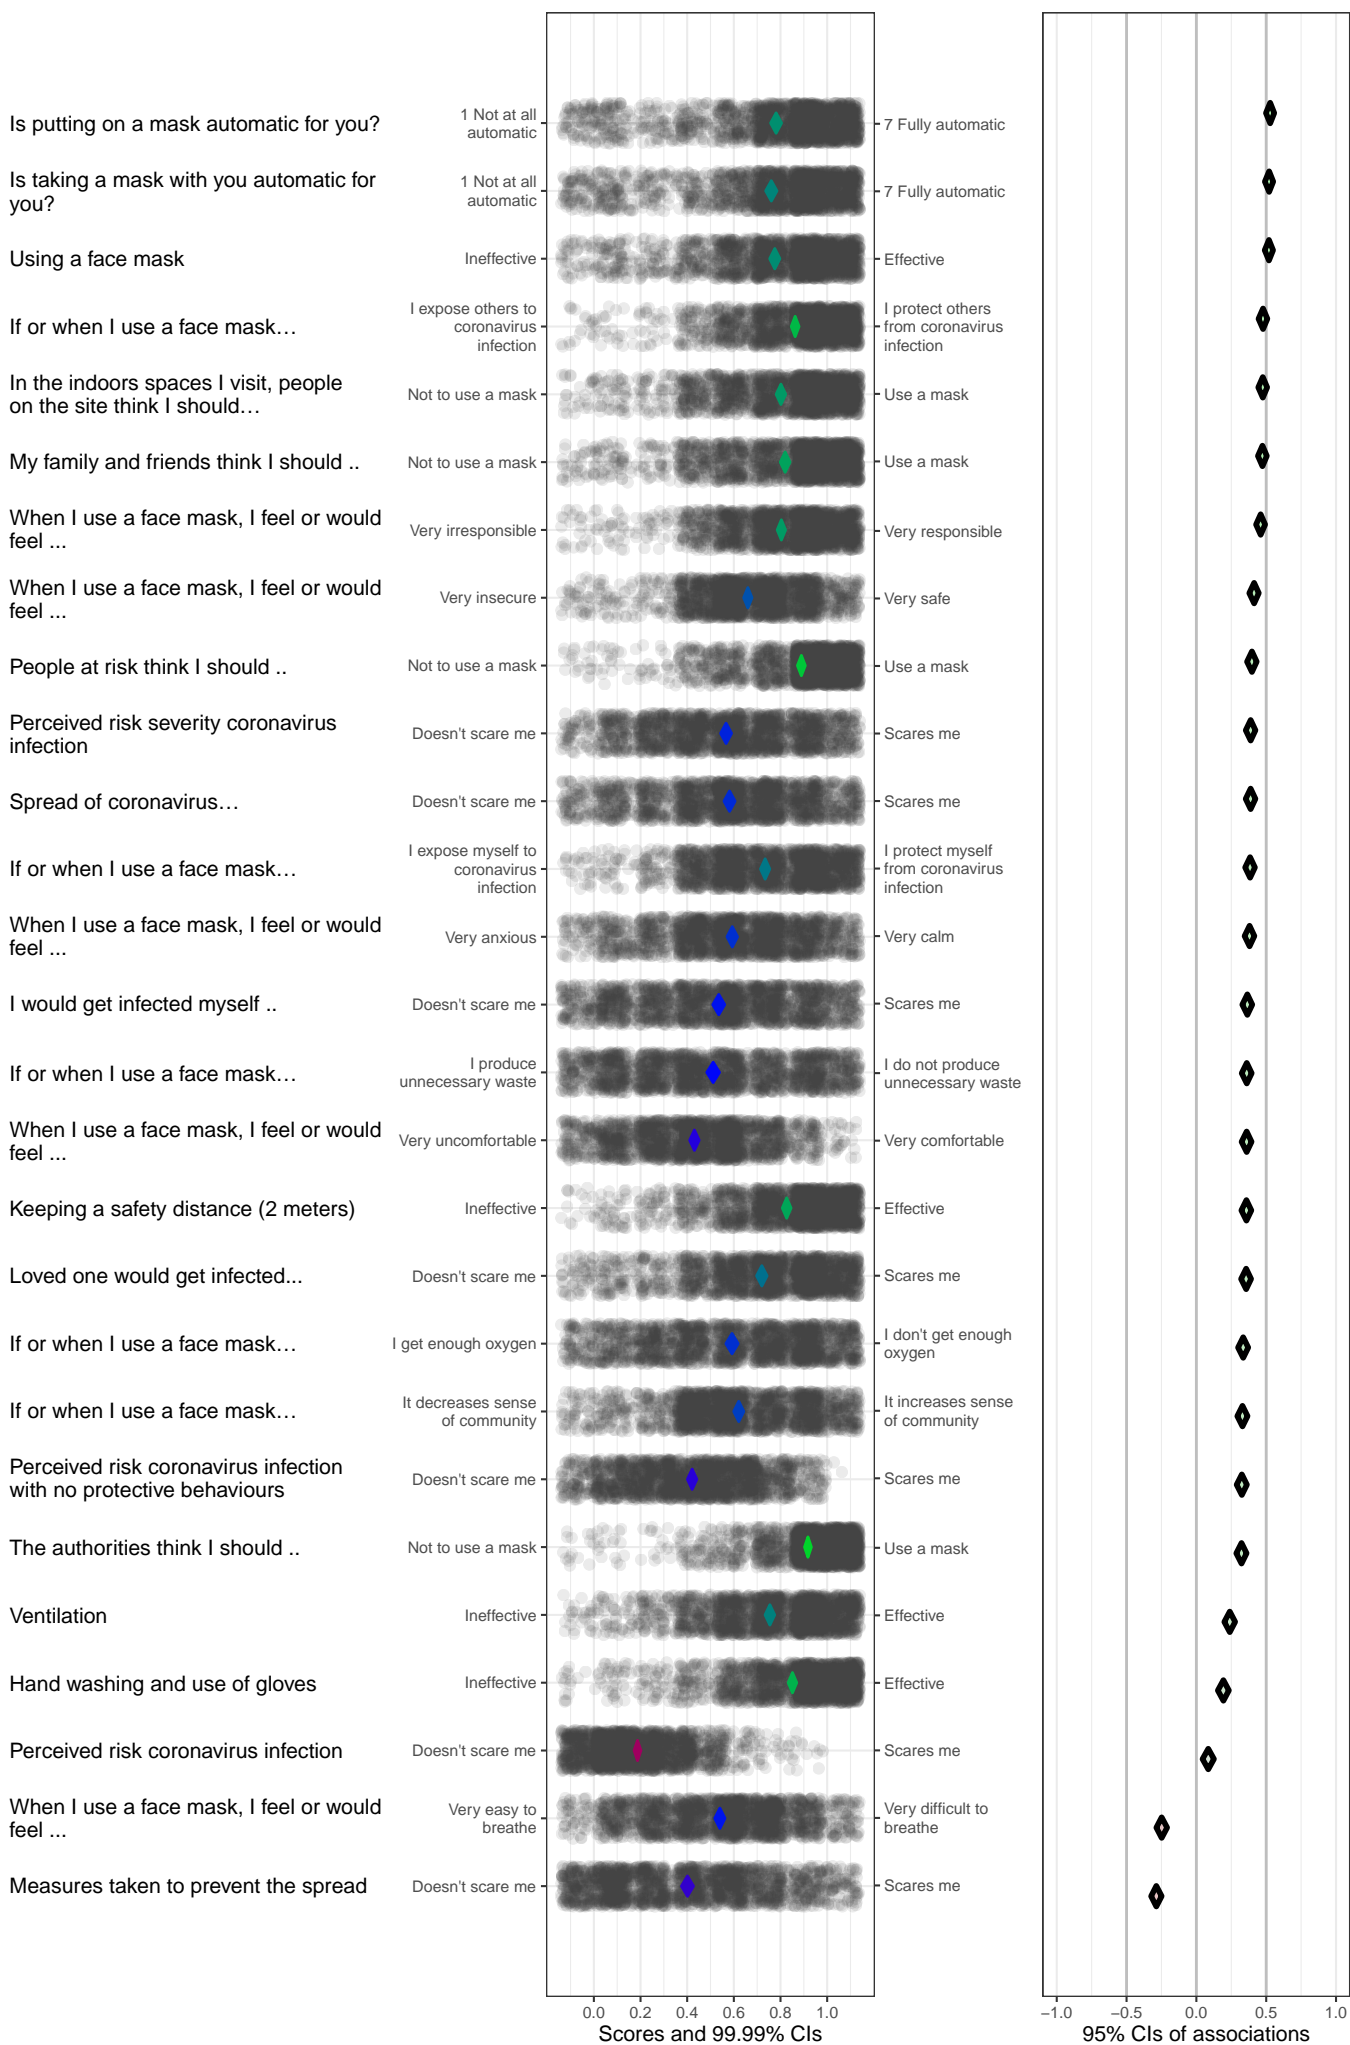 Is putting on a mask automatic for you?
1 Not at all
automatic
7 Fully automatic
Is taking a mask with you automatic for
you?
1 Not at all
automatic
7 Fully automatic
Using a face mask
Ineffective
Effective
If or when I use a face mask…
I expose others to
coronavirus
infection
I protect others
from coronavirus
infection
In the indoors spaces I visit, people
on the site think I should…
Not to use a mask
Use a mask
My family and friends think I should ..
Not to use a mask
Use a mask
When I use a face mask, I feel or would
feel ...
Very irresponsible
Very responsible
When I use a face mask, I feel or would
feel ...
Very insecure
Very safe
People at risk think I should ..
Not to use a mask
Use a mask
Perceived risk severity coronavirus
infection
Doesn't scare me
Scares me
Spread of coronavirus…
Doesn't scare me
Scares me
If or when I use a face mask…
I expose myself to
coronavirus
infection
I protect myself
from coronavirus
infection
When I use a face mask, I feel or would
feel ...
Very anxious
Very calm
I would get infected myself ..
Doesn't scare me
Scares me
If or when I use a face mask…
I produce
unnecessary waste
I do not produce
unnecessary waste
When I use a face mask, I feel or would
feel ...
Very uncomfortable
Very comfortable
Keeping a safety distance (2 meters)
Ineffective
Effective
Loved one would get infected...
Doesn't scare me
Scares me
If or when I use a face mask…
I get enough oxygen
I don't get enough
oxygen
If or when I use a face mask…
It decreases sense
of community
It increases sense
of community
Perceived risk coronavirus infection
with no protective behaviours
Doesn't scare me
Scares me
The authorities think I should ..
Not to use a mask
Use a mask
Ventilation
Ineffective
Effective
Hand washing and use of gloves
Ineffective
Effective
Perceived risk coronavirus infection
Doesn't scare me
Scares me
When I use a face mask, I feel or would
feel ...
Very easy to
breathe
Very difficult to
breathe
Measures taken to prevent the spread
Doesn't scare me
Scares me
0.0 0.2 0.4 0.6 0.8 1.0
Scores and 99.99% CIs
−1.0 −0.5 0.0 0.5 1.0
95% CIs of associations